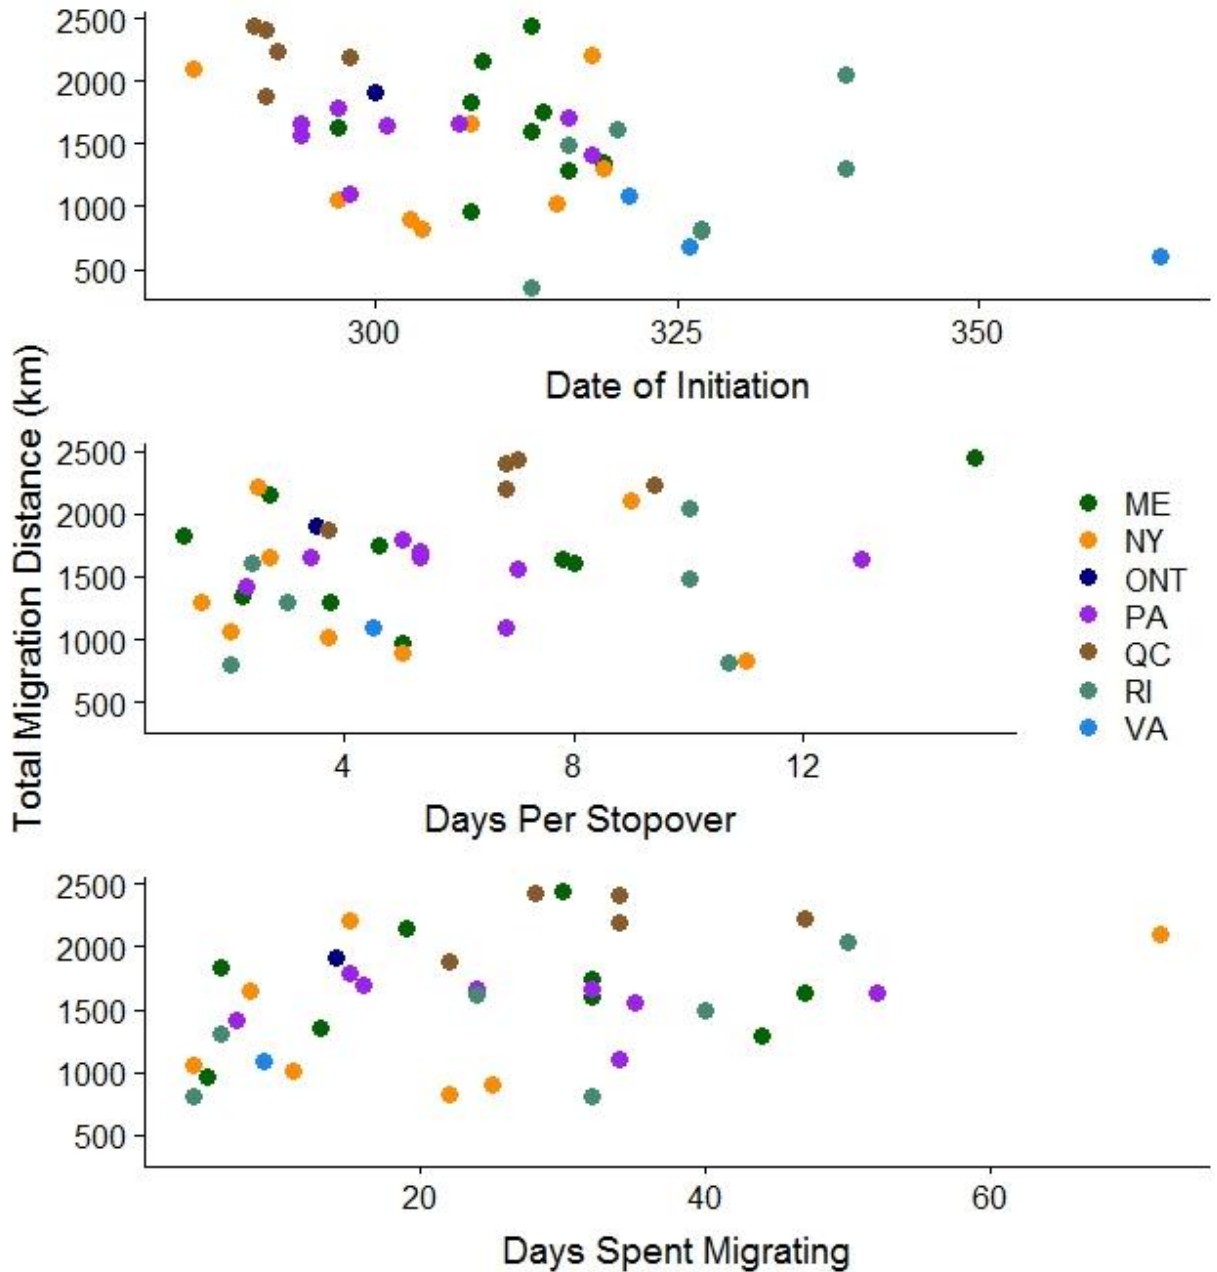 2500
2000
1500
1000
500
300 325 350
Date of Initiation
Total Migration Distance (km)
2500
2000
1500
1000
500
4 8 12
Days Per Stopover
ME
NY
ONT
PA
QC
RI
VA
2500
2000
1500
1000
500
20 40 60
Days Spent Migrating